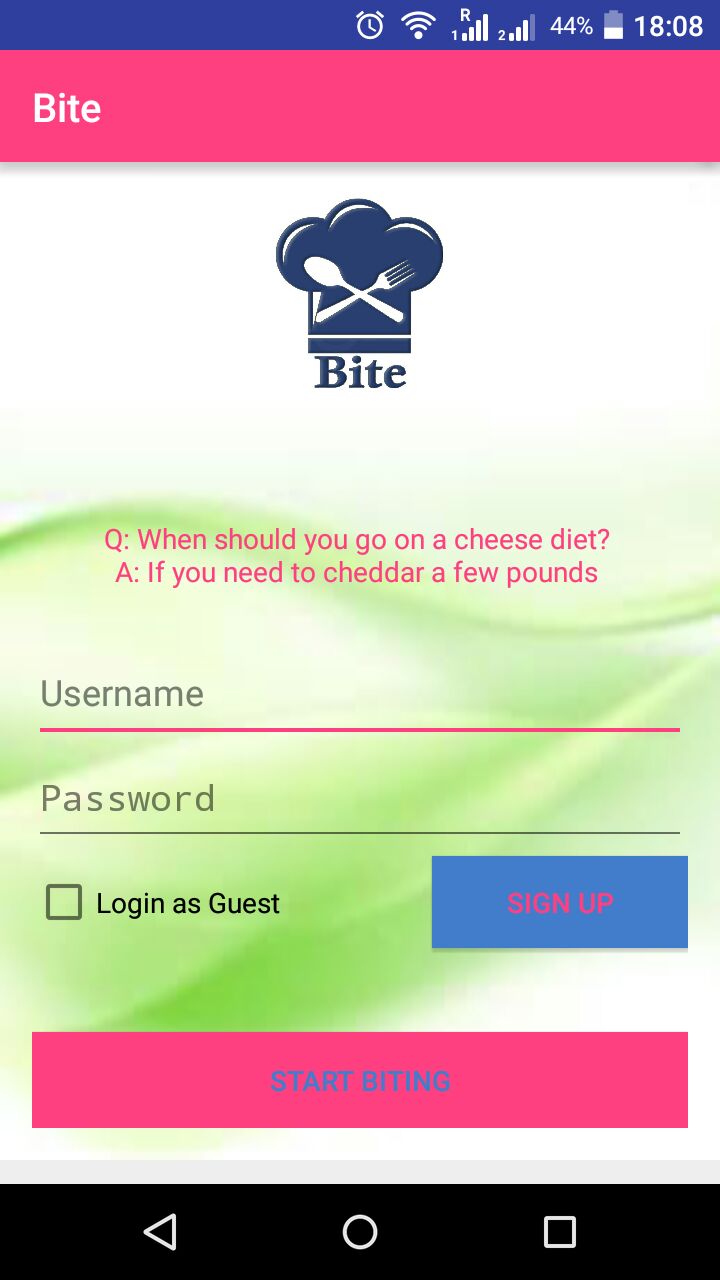 R
1 2 44% 18:08
Bite
Bite
Q: When should you go on a cheese diet?
A: If you need to cheddar a few pounds
Username
Password
Login as Guest
SIGN UP
START BITING